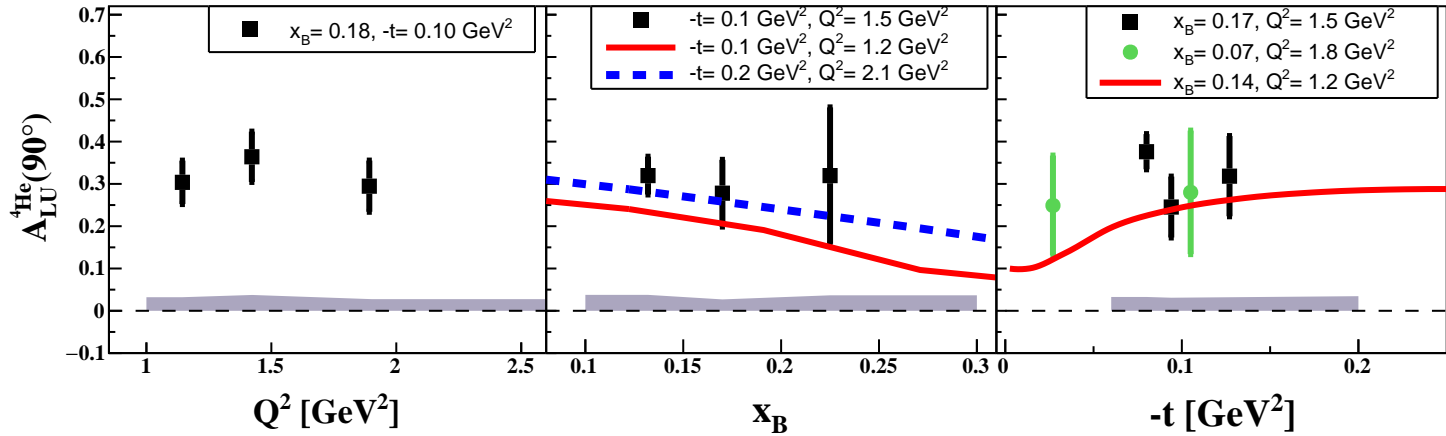 A_LU^4He(90°)
0.7
0.6
0.5
0.4
0.3
0.2
0.1
0
−0.1
x_B= 0.18, -t= 0.10 GeV²
1 1.5 2 2.5
Q² [GeV²]
-t= 0.1 GeV², Q²= 1.5 GeV²
-t= 0.1 GeV², Q²= 1.2 GeV²
-t= 0.2 GeV², Q²= 2.1 GeV²
0.1 0.15 0.2 0.25 0.3
x_B
x_B= 0.17, Q²= 1.5 GeV²
x_B= 0.07, Q²= 1.8 GeV²
x_B= 0.14, Q²= 1.2 GeV²
0 0.1 0.2
-t [GeV²]